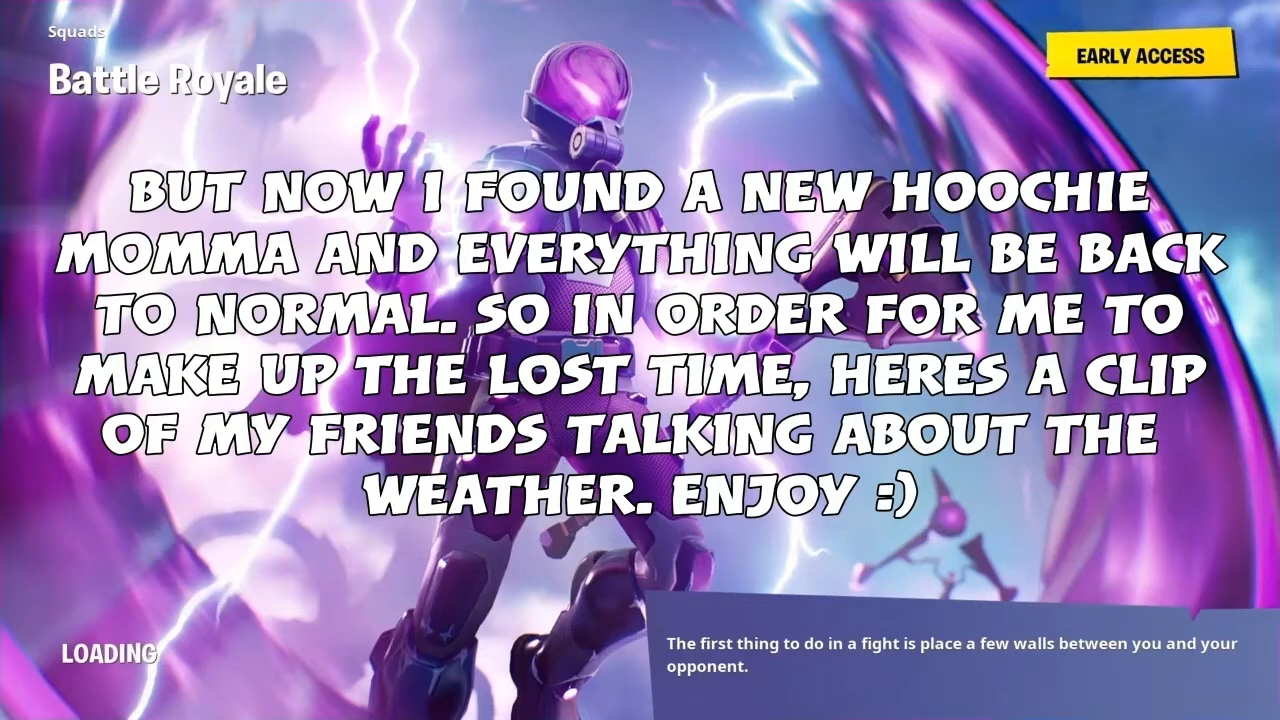 Squads
Battle Royale
EARLY ACCESS
BUT NOW I FOUND A NEW HOOCHIE
MOMMA AND EVERYTHING WILL BE BACK
TO NORMAL. SO IN ORDER FOR ME TO
MAKE UP THE LOST TIME, HERES A CLIP
OF MY FRIENDS TALKING ABOUT THE
WEATHER. ENJOY :)
LOADING
The first thing to do in a fight is place a few walls between you and your
opponent.